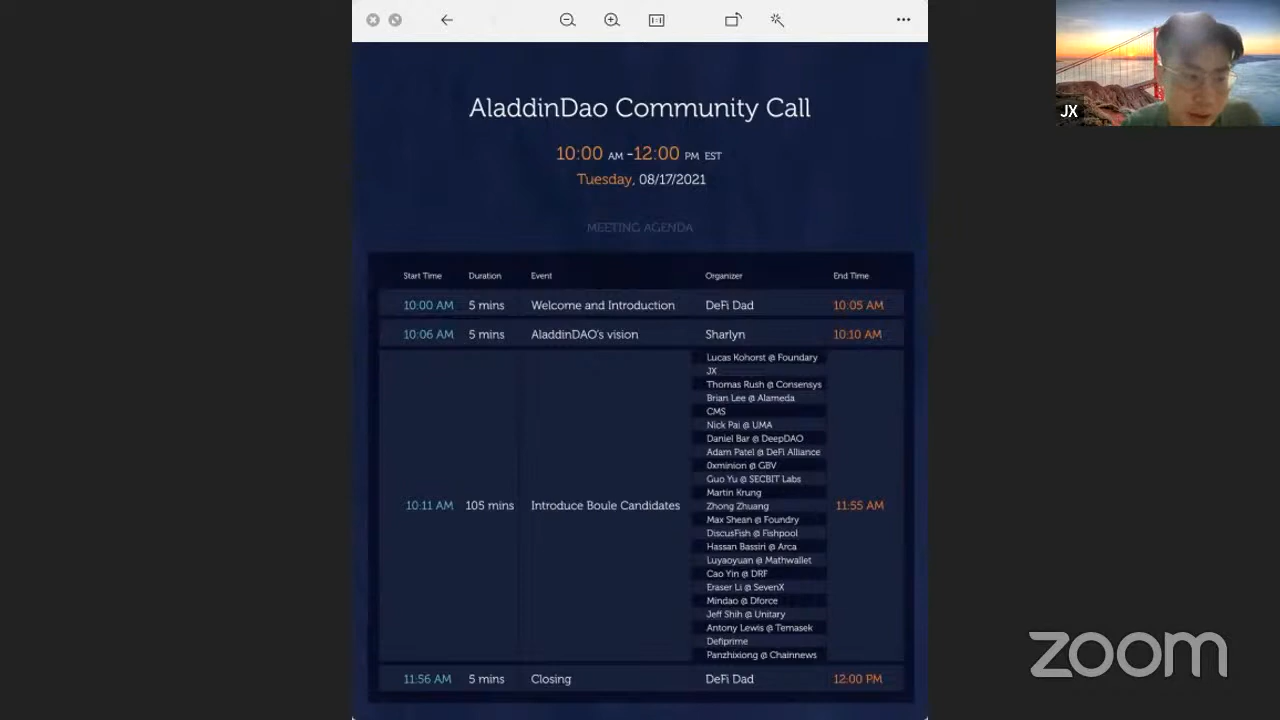 AladdinDao Community Call
10:00 AM -12:00 PM EST
Tuesday, 08/17/2021
MEETING AGENDA
Start Time Duration Event Organizer End Time
10:00 AM 5 mins Welcome and Introduction DeFi Dad 10:05 AM
10:06 AM 5 mins AladdinDAO's vision Sharlyn 10:10 AM
Lucas Kohorst @ Foundary
JX
Thomas Rush @ Consensys
Brian Lee @ Alameda
CMS
Nick Pai @ UMA
Daniel Bar @ DeepDAO
Adam Patel @ DeFi Alliance
0xminion @ GBV
Guo Yu @ SECBIT Labs
Martin Krung
10:11 AM 105 mins Introduce Boule Candidates Zhong Zhuang 11:55 AM
Max Shean @ Foundry
DiscusFish @ Fishpool
Hassan Bassiri @ Arca
Luyaoyuan @ Mathwallet
Cao Yin @ DRF
Eraser Li @ SevenX
Mindao @ Dforce
Jeff Shih @ Unitary
Antony Lewis @ Temasek
Defiprime
Panzhixiong @ Chainnews
11:56 AM 5 mins Closing DeFi Dad 12:00 PM
JX
zoom